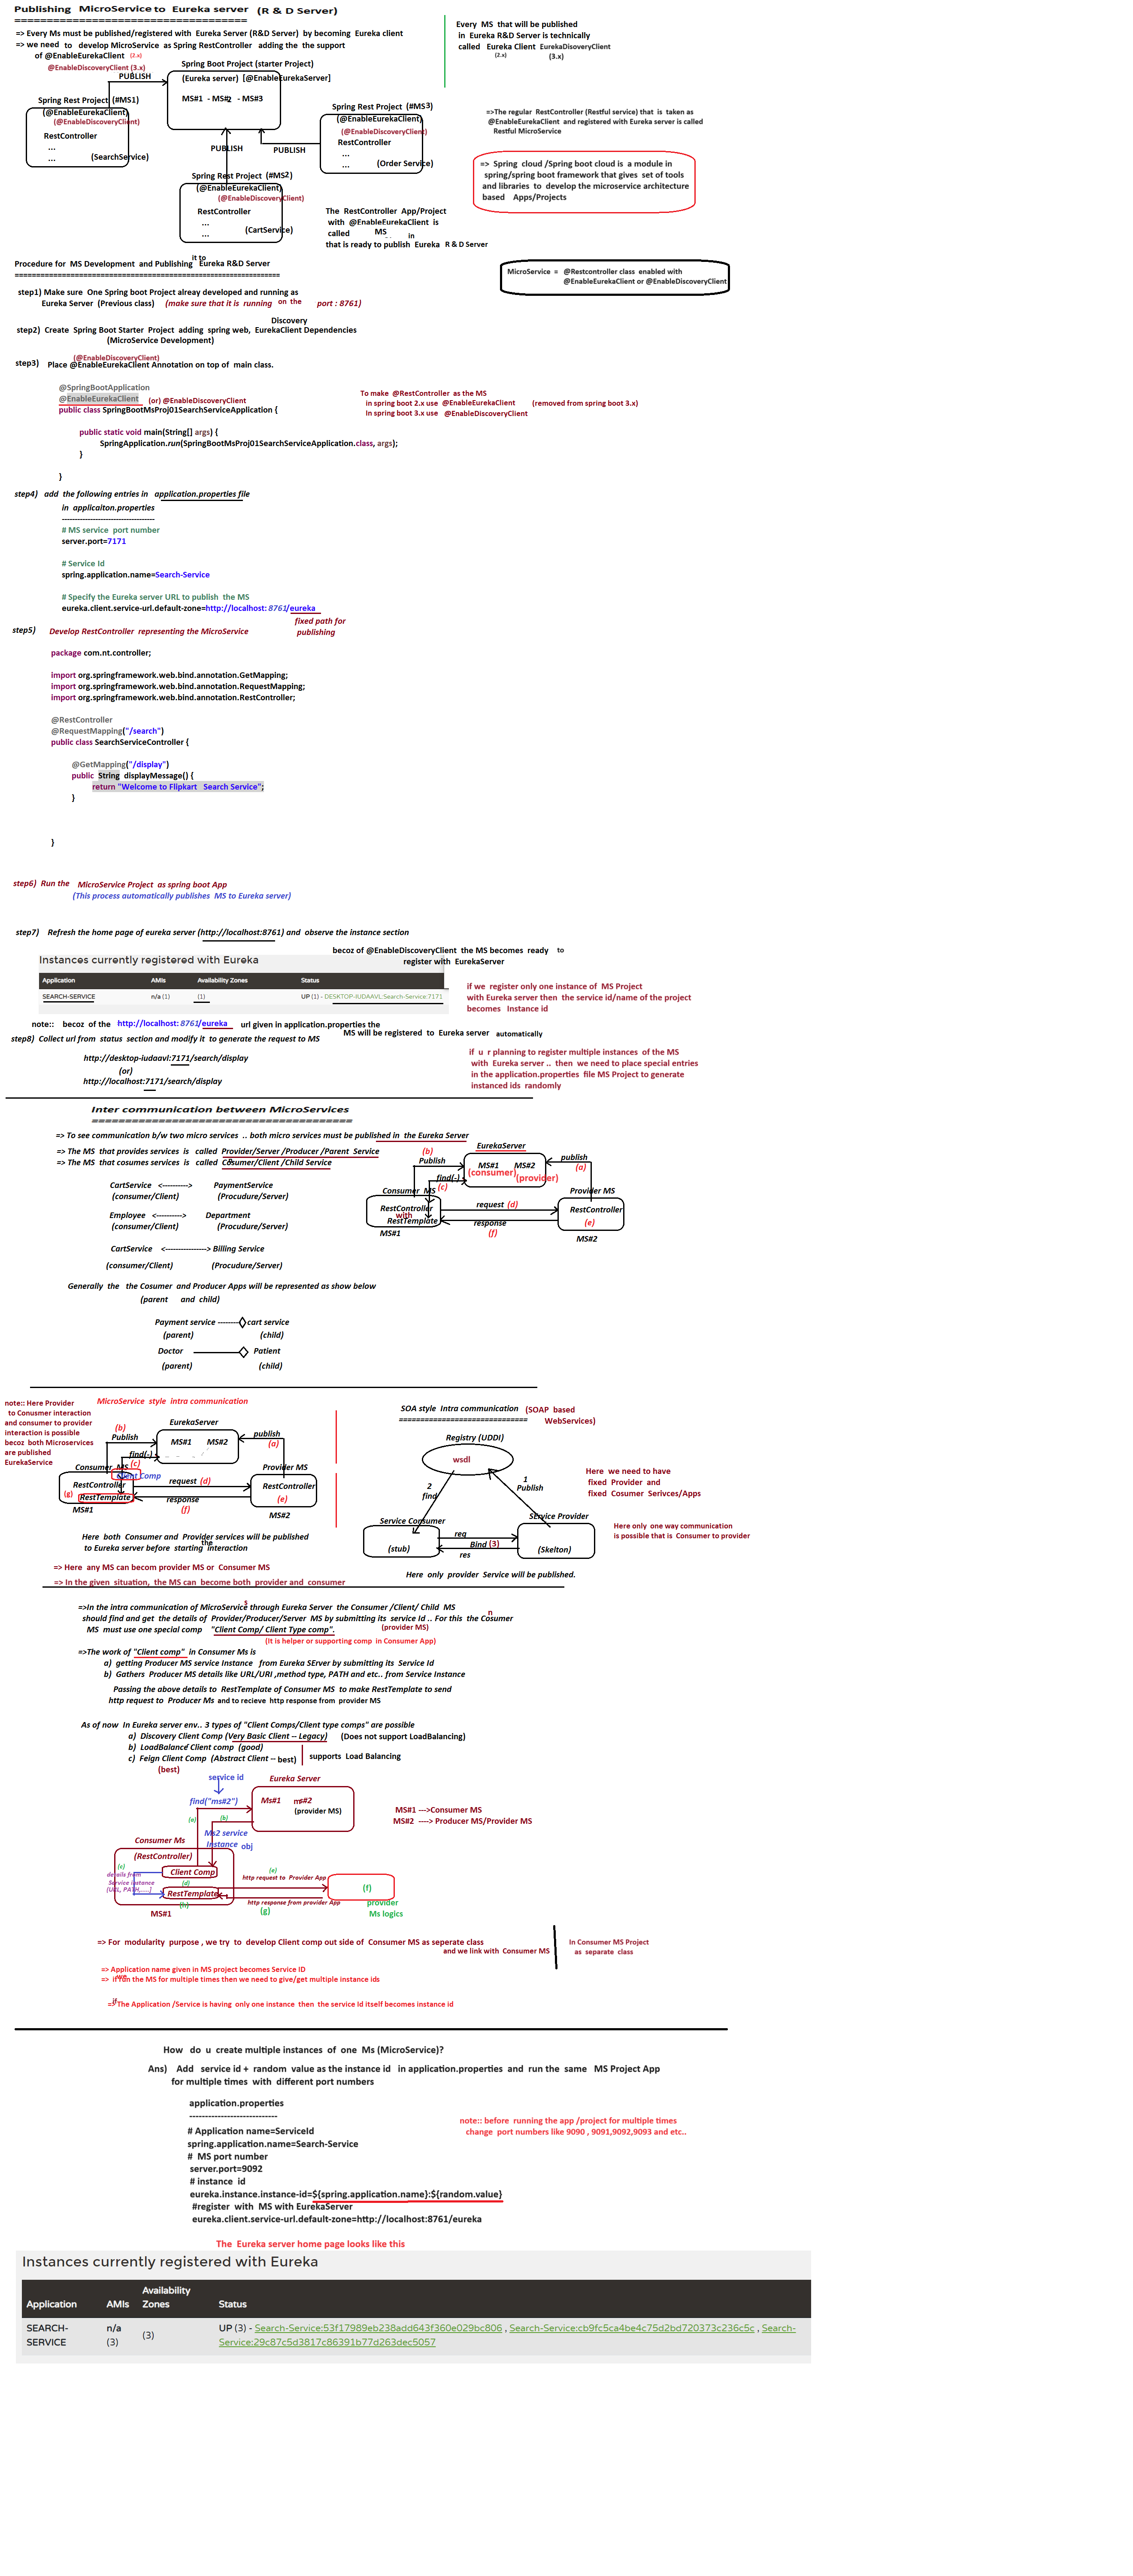 Publishing MicroService to Eureka server (R & D Server)
=====================================
=> Every Ms must be published/registered with Eureka Server (R&D Server) by becoming Eureka client
=> we need to develop MicroService as Spring RestController adding the the support
of @EnableEurekaClient (2.x)
@EnableDiscoveryClient (3.x)
Every MS that will be published
in Eureka R&D Server is technically
called Eureka Client EurekaDisoveryClient
(2.x) (3.x)
PUBLISH
Spring Boot Project (starter Project)
(Eureka server) [@EnableEurekaServer]
MS#1 - MS#2 - MS#3
Spring Rest Project (#MS1)
(@EnableEurekaClient)
(@EnableDiscveryClient)
RestController
...
...
(SearchService)
PUBLISH
PUBLISH
Spring Rest Project (#MS3)
(@EnableEurekaClient)
(@EnableDiscveryClient)
RestController
...
...
(Order Service)
Spring Rest Project (#MS2)
(@EnableEurekaClient)
(@EnableDiscveryClient)
RestController
...
...
(CartService)
=>The regular RestController (Restful service) that is taken as
@EnableEurekaClient and registered with Eureka server is called
Restful MicroService
=> Spring cloud /Spring boot cloud is a module in
spring/spring boot framework that gives set of tools
and libraries to develop the microservice architecture
based Apps/Projects
The RestController App/Project
with @EnableEurekaClient is
called MS
in
that is ready to publish Eureka R & D Server
it to
Procedure for MS Development and Publishing Eureka R&D Server
=============================================================
MicroService = @Restcontroller class enabled with
@EnableEurekaClient or @EnableDiscoveryClient
step1) Make sure One Spring boot Project alreay developed and running as
Eureka Server (Previous class) (make sure that it is running on the port : 8761)
Discovery
step2) Create Spring Boot Starter Project adding spring web, EurekaClient Dependencies
(MicroService Development)
(@EnableDiscveryClient)
step3) Place @EnableEurekaClient Annotation on top of main class.
@SpringBootApplication
@EnableEurekaClient (or) @EnableDiscoveryClient
public class SpringBootMsProj01SearchServiceApplication {
public static void main(String[] args) {
SpringApplication.run(SpringBootMsProj01SearchServiceApplication.class, args);
}
}
To make @RestController as the MS
in spring 2.x use @EnableEurekaClient (removed from spring boot 3.x)
In spring boot 3.x use @EnableDiscoveryClient
step4) add the following entries in application.properties file
in applicaiton.properties
-----------------------------------
# MS service port number
server.port=7171
# Service Id
spring.application.name=Search-Service
# Specify the Eureka server URL to publish the MS
eureka.client.service-url.default-zone=http://localhost: 8761/eureka
fixed path for
publishing
step5) Develop RestController representing the MicroService
package com.nt.controller;
import org.springframework.web.bind.annotation.GetMapping;
import org.springframework.web.bind.annotation.RequestMapping;
import org.springframework.web.bind.annotation.RestController;
@RestController
@RequestMapping("/search")
public class SearchServiceController {
@GetMapping("/display")
public String displayMessage() {
return "Welcome to Flipkart Search Service";
}
}
step6) Run the MicroService Project as spring boot App
(This process automatically publishes MS to Eureka server)
step7) Refresh the home page of eureka server (http://localhost:8761) and observe the instance section
becoz of @EnableDiscoveryClient the MS becomes ready to
register with EurekaServer
Instances currently registered with Eureka
Application AMIs Availability Zones Status
SEARCH-SERVICE n/a (1) (1) UP (1) - DESKTOP-IUDAAVL:Search-Service:7171
if we register only one instance of MS Project
with Eureka server then the service id/name of the project
becomes Instance id
note:: becoz of the http://localhost: 8761/eureka url given in application.properties the
MS will be registered to Eureka server automatically
step8) Collect url from status section and modify it to generate the request to MS
http://desktop-iudaavl:7171/search/display
(or)
http://localhost:7171/search/display
if u r planning to register multiple instances of the MS
with Eureka server .. then we need to place special entries
in the application.properties file MS Project to generate
instanced ids randomly
Inter communication between MicroServices
=====================================
=> To see communication b/w two micro services .. both micro services must be published in the Eureka Server
=> The MS that provides services is called Provider/Server /Producer /Parent Service
=> The MS that cosumes services is called Cosumer/Client /Child Service
CartService <----------> PaymentService
(consumer/Client) (Procudure/Server)
Employee <----------> Department
(consumer/Client) (Procudure/Server)
CartService <---------------> Billing Service
(consumer/Client) (Procudure/Server)
EurekaServer
(b)
Publish
MS#1 MS#2
(consumer)(provider)
publish
(a)
find(-)
(c)
Consumer MS
RestController
with
RestTemplate
MS#1
request (d)
response
(f)
Provider MS
RestController
(e)
MS#2
Generally the the Cosumer and Producer Apps will be represented as show below
(parent and child)
Payment service -------- cart service
(parent) (child)
Doctor Patient
(parent) (child)
note:: Here Provider
to Conusmer interaction
and consumer to provider
interaction is possible
becoz both Microservices
are published
EurekaService
MicroService style intra communication
EurekaServer
(b)
Publish
MS#1 MS#2
publish
(a)
find(-)
(c)
Consumer MS
Client Comp
RestController
(g) RestTemplate
MS#1
request (d)
response
(f)
Provider MS
RestController
(e)
MS#2
Here both Consumer and Provider services will be published
to Eureka server before starting the interaction
=> Here any MS can becom provider MS or Consumer MS
=> In the given situation, the MS can become both provider and consumer
SOA style Intra communication (SOAP based
============================== WebServices)
Registry (UDDI)
wsdl
2
find
1
Publish
Service Consumer
(stub)
req
Bind (3)
res
SErvice Provider
(Skelton)
Here we need to have
fixed Provider and
fixed Cosumer Serivces/Apps
Here only one way communication
is possible that is Consumer to provider
Here only provider Service will be published.
=>In the intra communication of MicroServices through Eureka Server the Consumer /Client/ Child MS
should find and get the details of Provider/Producer/Server MS by submitting its service Id .. For this the Cosumer
n
MS must use one special comp "Client Comp/ Client Type comp". (provider MS)
(It is helper or supporting comp in Consumer App)
=>The work of "Client comp" in Consumer Ms is
a) getting Producer MS service Instance from Eureka SErver by submitting its Service Id
b) Gathers Producer MS details like URL/URI ,method type, PATH and etc.. from Service Instance
Passing the above details to RestTemplate of Consumer MS to make RestTemplate to send
http request to Producer Ms and to recieve http response from provider MS
As of now In Eureka server env.. 3 types of "Client Comps/Client type comps" are possible
a) Discovery Client Comp (Very Basic Client -- Legacy) (Does not support LoadBalancing)
b) LoadBalance Client comp (good)
c) Feign Client Comp (Abstract Client -- best) supports Load Balancing
(best)
service id
Eureka Server
find("ms#2")
Ms#1 ms#2
(provider MS)
(a) (b)
Ms2 service
Instance obj
MS#1 --->Consumer MS
MS#2 ----> Producer MS/Provider MS
Consumer Ms
(RestController)
(c)
details from
Service instance
(URL, PATH,....)
Client Comp
(d)
RestTemplate
(h)
MS#1
(e)
http request to Provider App
http response from provider App
(g)
(f)
provider
Ms logics
=> For modularity purpose , we try to develop Client comp out side of Consumer MS as seperate class
and we link with Consumer MS
In Consumer MS Project
as separate class
=> Application name given in MS project becomes Service ID
we
=> if run the MS for multiple times then we need to give/get multiple instance ids
if
=> The Application /Service is having only one instance then the service Id itself becomes instance id
How do u create multiple instances of one Ms (MicroService)?
Ans) Add service id + random value as the instance id in application.properties and run the same MS Project App
for multiple times with different port numbers
application.properties
----------------------------
# Application name=ServiceId
spring.application.name=Search-Service
# MS port number
server.port=9092
# instance id
eureka.instance.instance-id=${spring.application.name}:${random.value}
#register with MS with EurekaServer
eureka.client.service-url.default-zone=http://localhost:8761/eureka
note:: before running the app /project for multiple times
change port numbers like 9090 , 9091,9092,9093 and etc..
The Eureka server home page looks like this
Instances currently registered with Eureka
Application AMIs Availability Zones Status
SEARCH-SERVICE n/a (3) (3) UP (3) - Search-Service:53f17989eb238add643f360e029bc806 , Search-Service:cb9fc5ca4be4c75d2bd720373c236c5c , Search-
Service:29c87c5d3817c86391b77d263dec5057